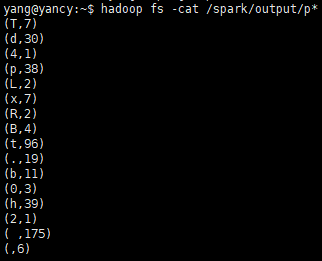 yang@yancy:~$ hadoop fs -cat /spark/output/p*
(T,7)
(d,30)
(4,1)
(p,38)
(L,2)
(x,7)
(R,2)
(B,4)
(t,96)
(.,19)
(b,11)
(0,3)
(h,39)
(2,1)
( ,175)
(,6)